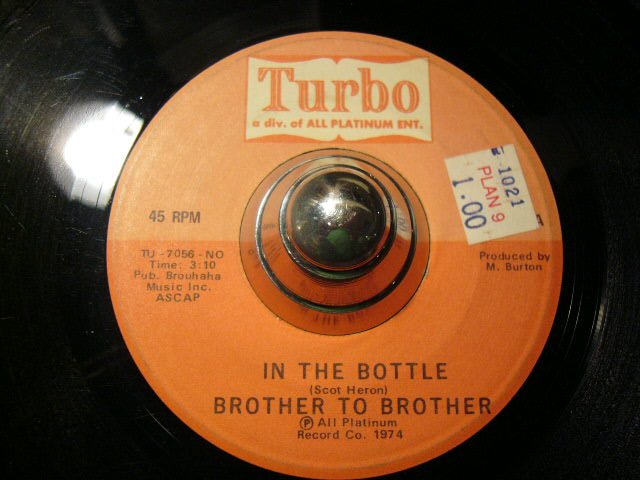 Turbo
a div. of ALL PLATINUM ENT.
1021
PLAN 9
1.00
45 RPM
TU-7056-NO
Time: 3:10
Pub. Brouhaha
Music Inc.
ASCAP
Produced by
M. Burton
IN THE BOTTLE
(Scot Heron)
BROTHER TO BROTHER
Ⓟ All Platinum
Record Co. 1974